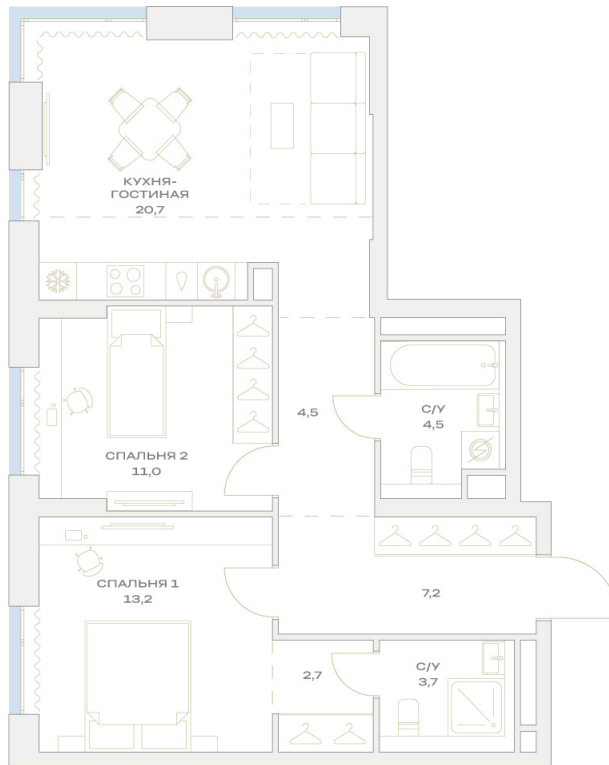 КУХНЯ-
ГОСТИНАЯ
20,7
4,5
С/У
4,5
СПАЛЬНЯ 2
11,0
СПАЛЬНЯ 1
13,2
7,2
2,7
С/У
3,7